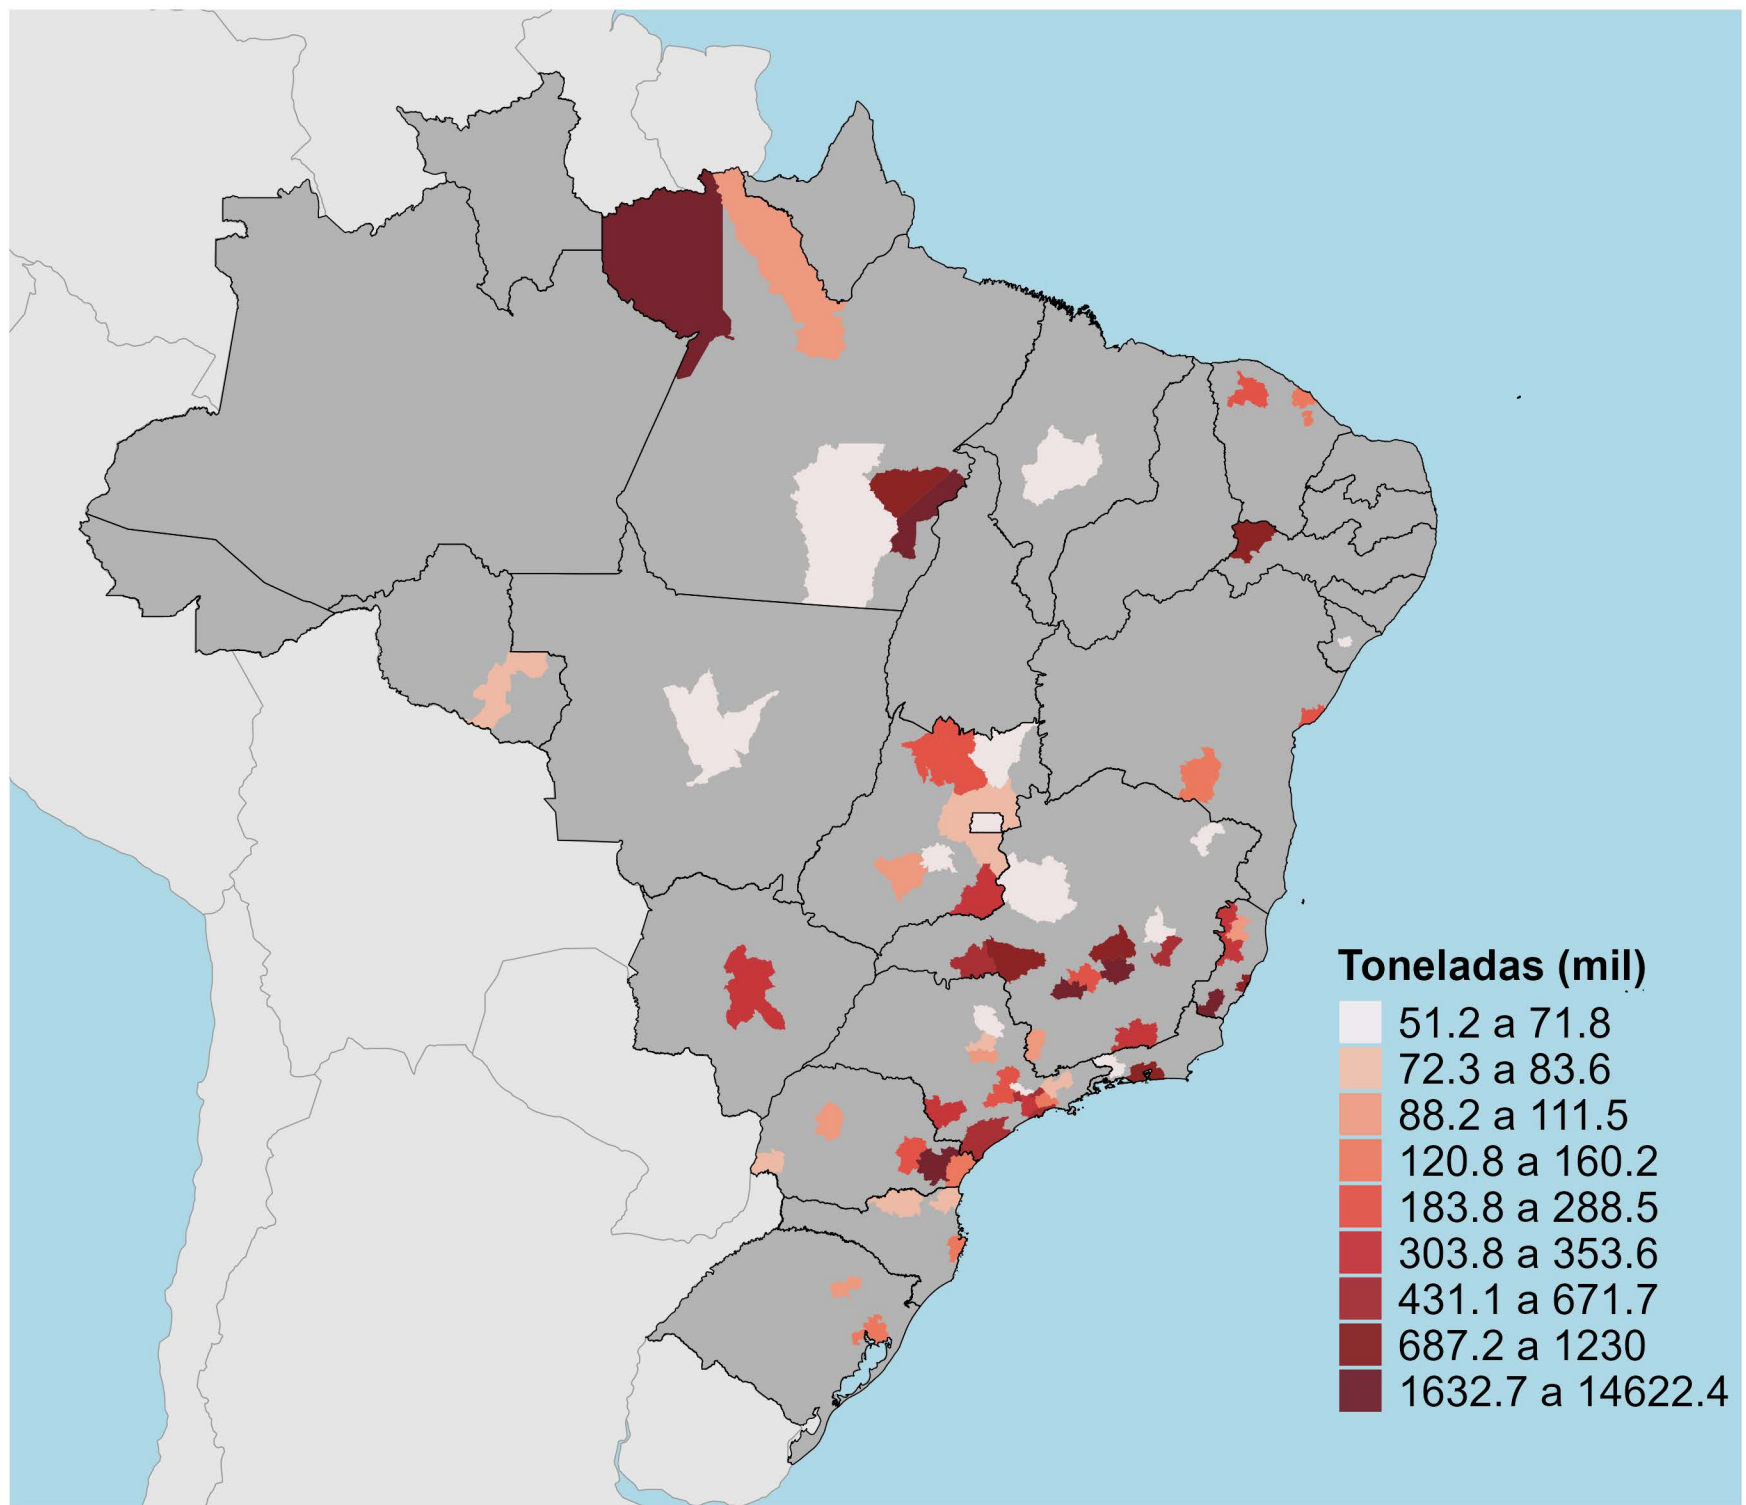 Toneladas (mil)
51.2 a 71.8
72.3 a 83.6
88.2 a 111.5
120.8 a 160.2
183.8 a 288.5
303.8 a 353.6
431.1 a 671.7
687.2 a 1230
1632.7 a 14622.4